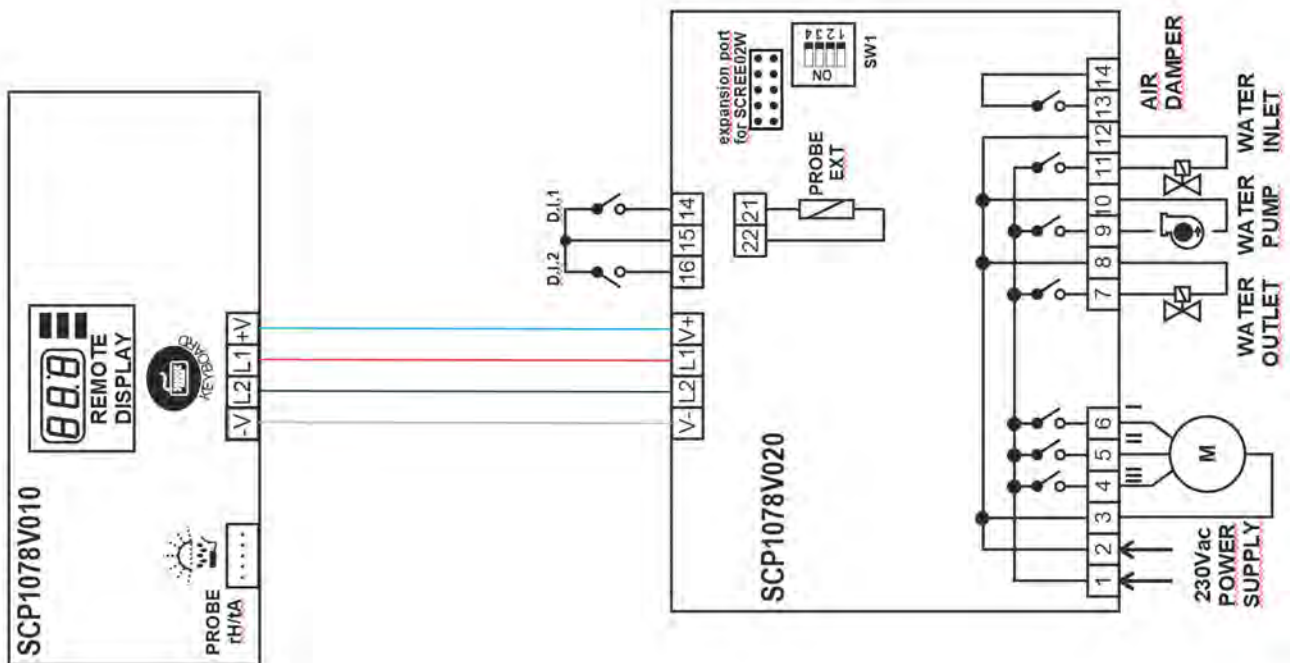 SCP1078V010
88.8
REMOTE
DISPLAY
KEYBOARD
PROBE
rH/tA
-V L2 L1 +V
V- L2 L1 V+
D.I.2
D.I.1
16 15 14
22 21
PROBE
EXT
expansion port
for SCREE02W
1 2 3 4
ON
SW1
SCP1078V020
1 2 3 4 5 6 7 8 9 10 11 12 13 14
III
II
I
M
230Vac
POWER
SUPPLY
WATER
OUTLET
WATER
PUMP
WATER
INLET
AIR
DAMPER